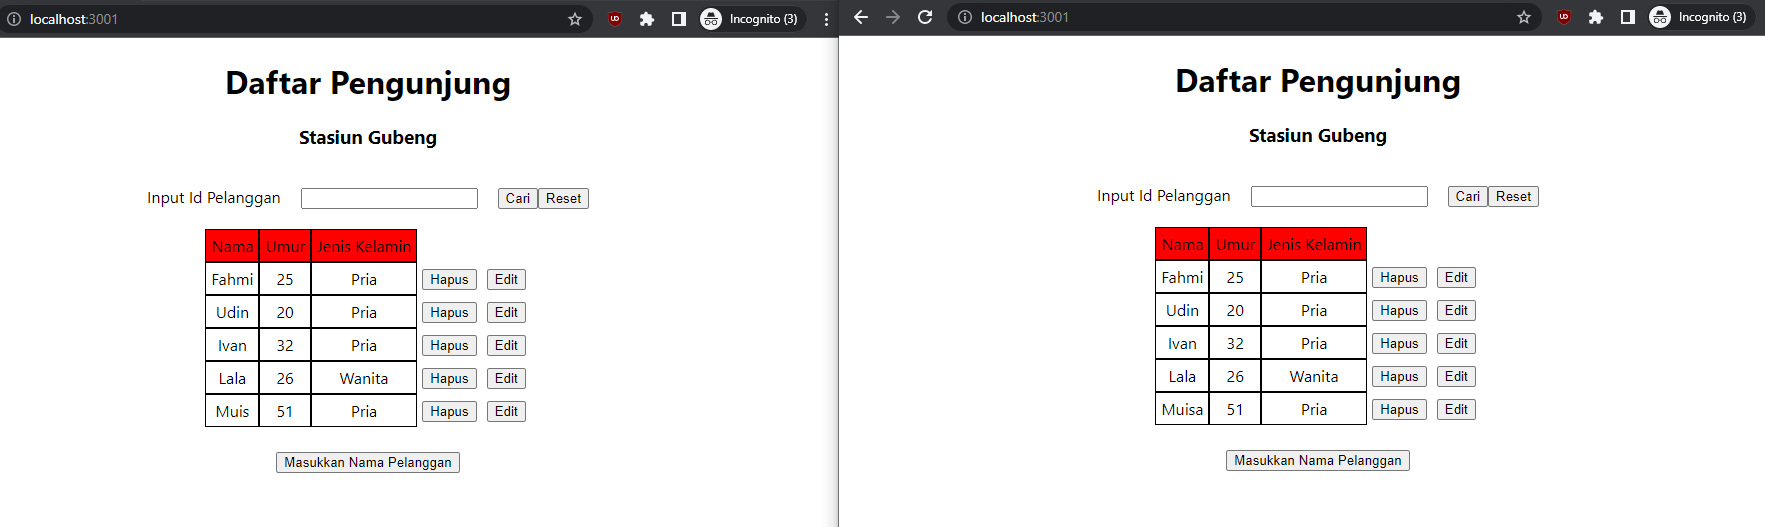 localhost:3001
Incognito (3)
Daftar Pengunjung
Stasiun Gubeng
Input Id Pelanggan Cari Reset
Nama Umur Jenis Kelamin
Fahmi 25 Pria Hapus Edit
Udin 20 Pria Hapus Edit
Ivan 32 Pria Hapus Edit
Lala 26 Wanita Hapus Edit
Muis 51 Pria Hapus Edit
Masukkan Nama Pelanggan
localhost:3001
Incognito (3)
Daftar Pengunjung
Stasiun Gubeng
Input Id Pelanggan Cari Reset
Nama Umur Jenis Kelamin
Fahmi 25 Pria Hapus Edit
Udin 20 Pria Hapus Edit
Ivan 32 Pria Hapus Edit
Lala 26 Wanita Hapus Edit
Muisa 51 Pria Hapus Edit
Masukkan Nama Pelanggan